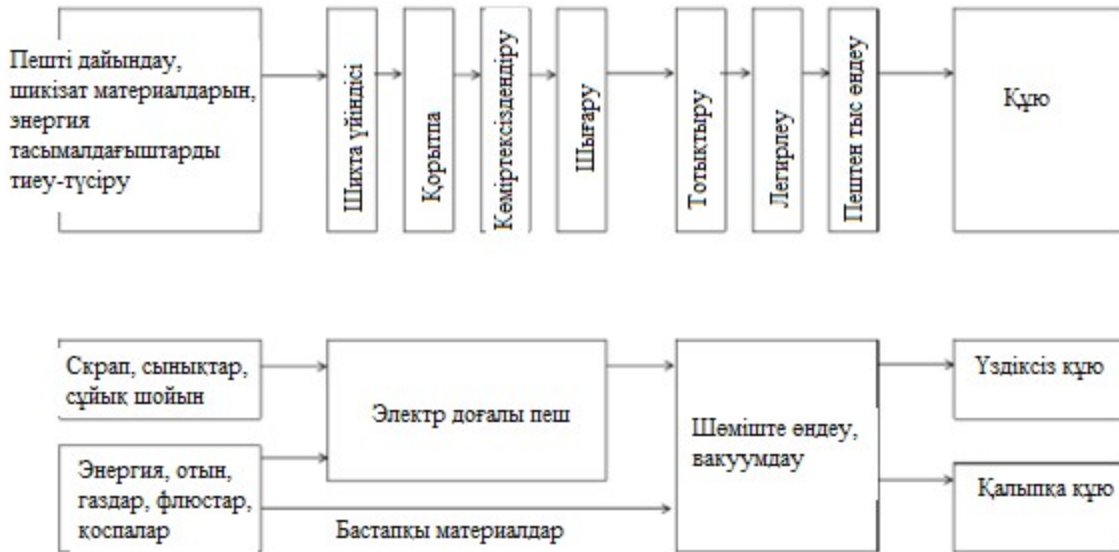 Пешті дайындау,
шикізат материалдарын,
энергия
тасымалдағыштарды
тиеу-түсіру
Шихта үйіндісі
Қорытпа
Көміртексіздендіру
Шығару
Тотықтыру
Легирлеу
Пештен тыс өңдеу
Құю
Скрап, сынықтар,
сұйық шойын
Энергия, отын,
газдар, флюстар,
қоспалар
Электр доғалы пеш
Бастапқы материалдар
Шөміште өңдеу,
вакуумдау
Үздіксіз құю
Қалыпқа құю